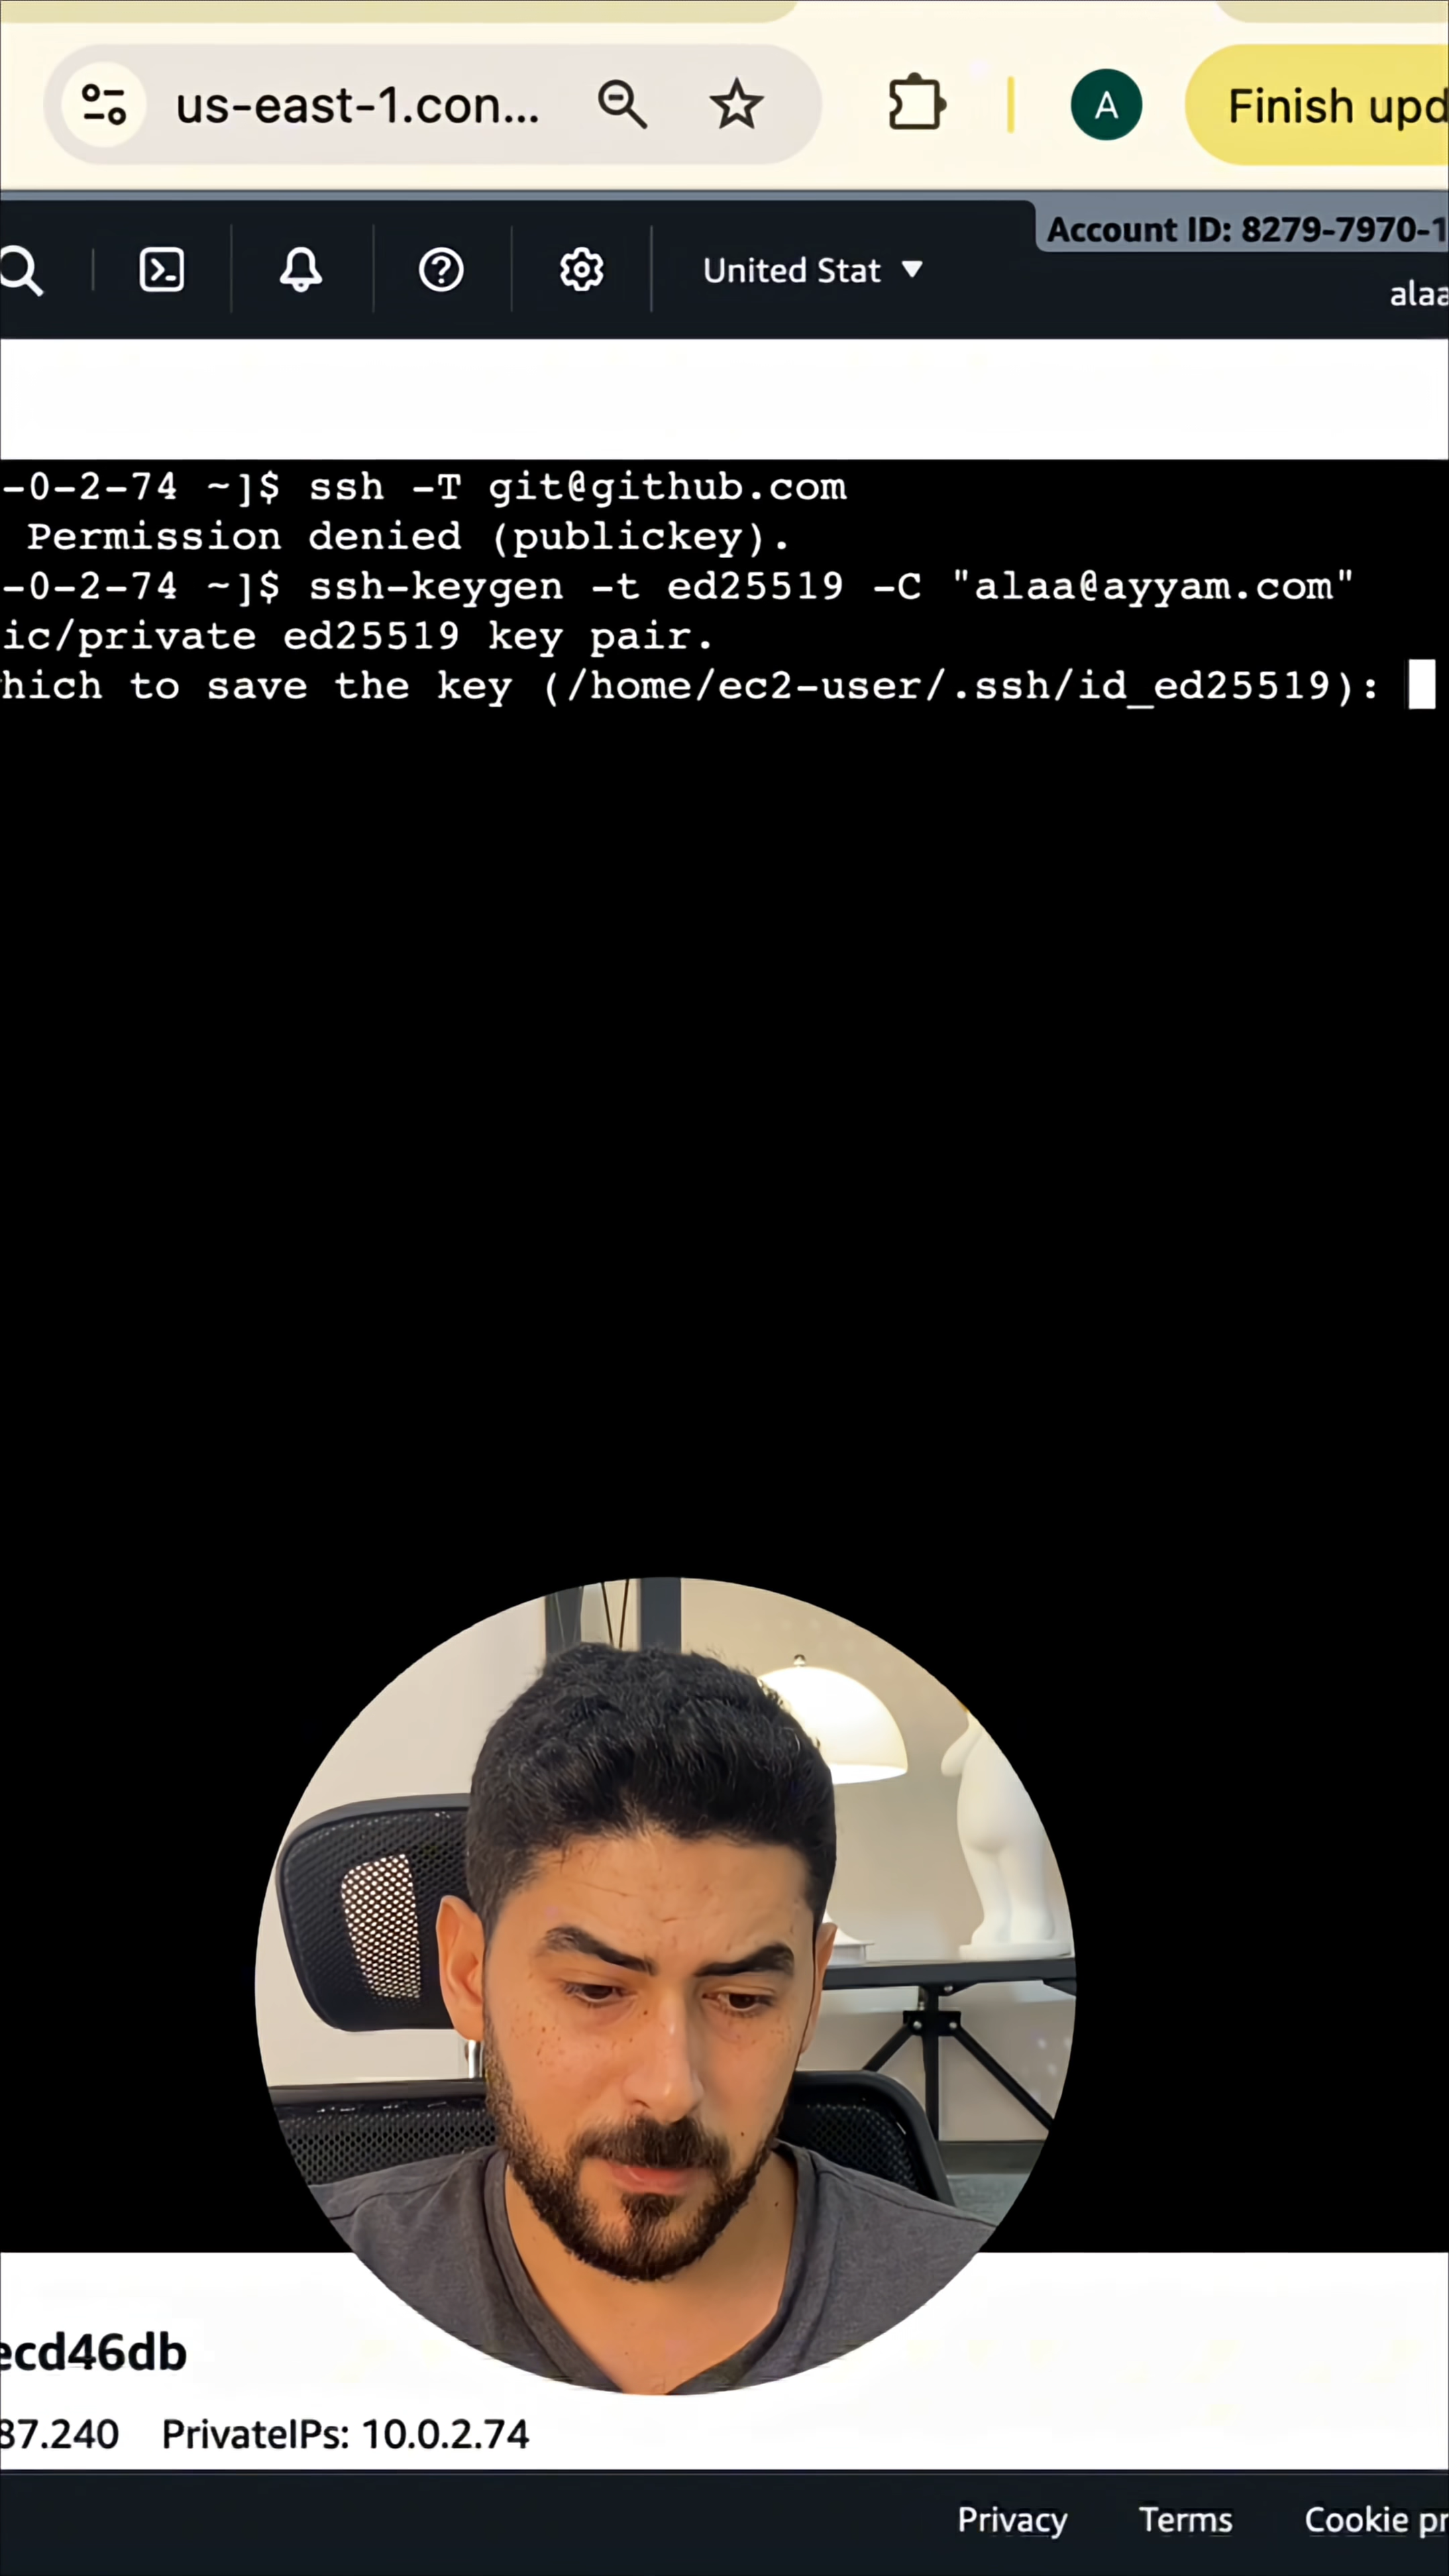 us-east-1.con...
A
Finish upd
Account ID: 8279-7970-1
United Stat
alaa
-0-2-74 ~]$ ssh -T git@github.com
Permission denied (publickey).
-0-2-74 ~]$ ssh-keygen -t ed25519 -C "alaa@ayyam.com"
ic/private ed25519 key pair.
hich to save the key (/home/ec2-user/.ssh/id_ed25519):
ecd46db
87.240 PrivateIPs: 10.0.2.74
Privacy Terms Cookie pr